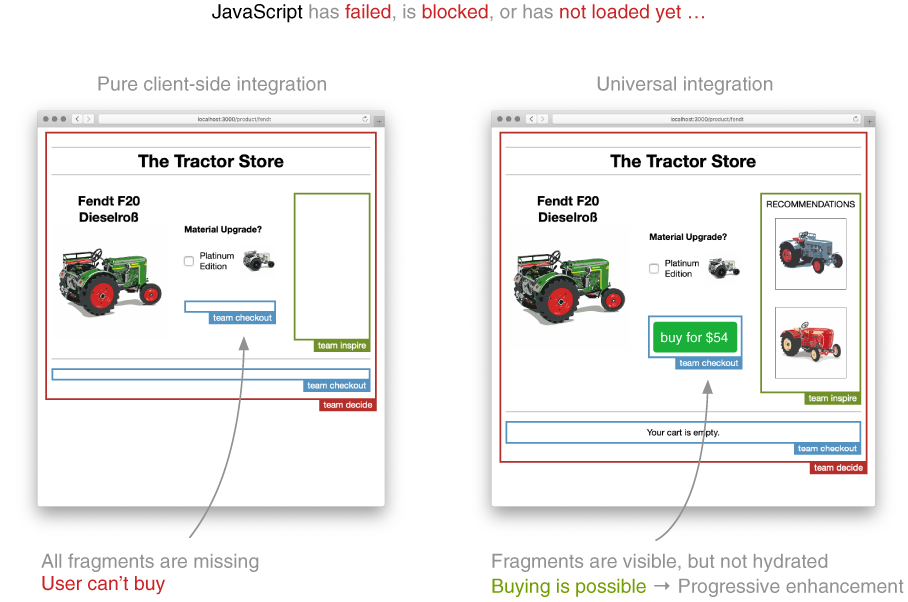 JavaScript has failed, is blocked, or has not loaded yet …
Pure client-side integration
localhost:3000/product/fendt
The Tractor Store
Fendt F20
Dieselroß
Material Upgrade?
Platinum
Edition
team checkout
team inspire
team checkout
team decide
All fragments are missing
User can't buy
Universal integration
localhost:3000/product/fendt
The Tractor Store
Fendt F20
Dieselroß
Material Upgrade?
Platinum
Edition
buy for $54
team checkout
RECOMMENDATIONS
team inspire
Your cart is empty.
team checkout
team decide
Fragments are visible, but not hydrated
Buying is possible → Progressive enhancement